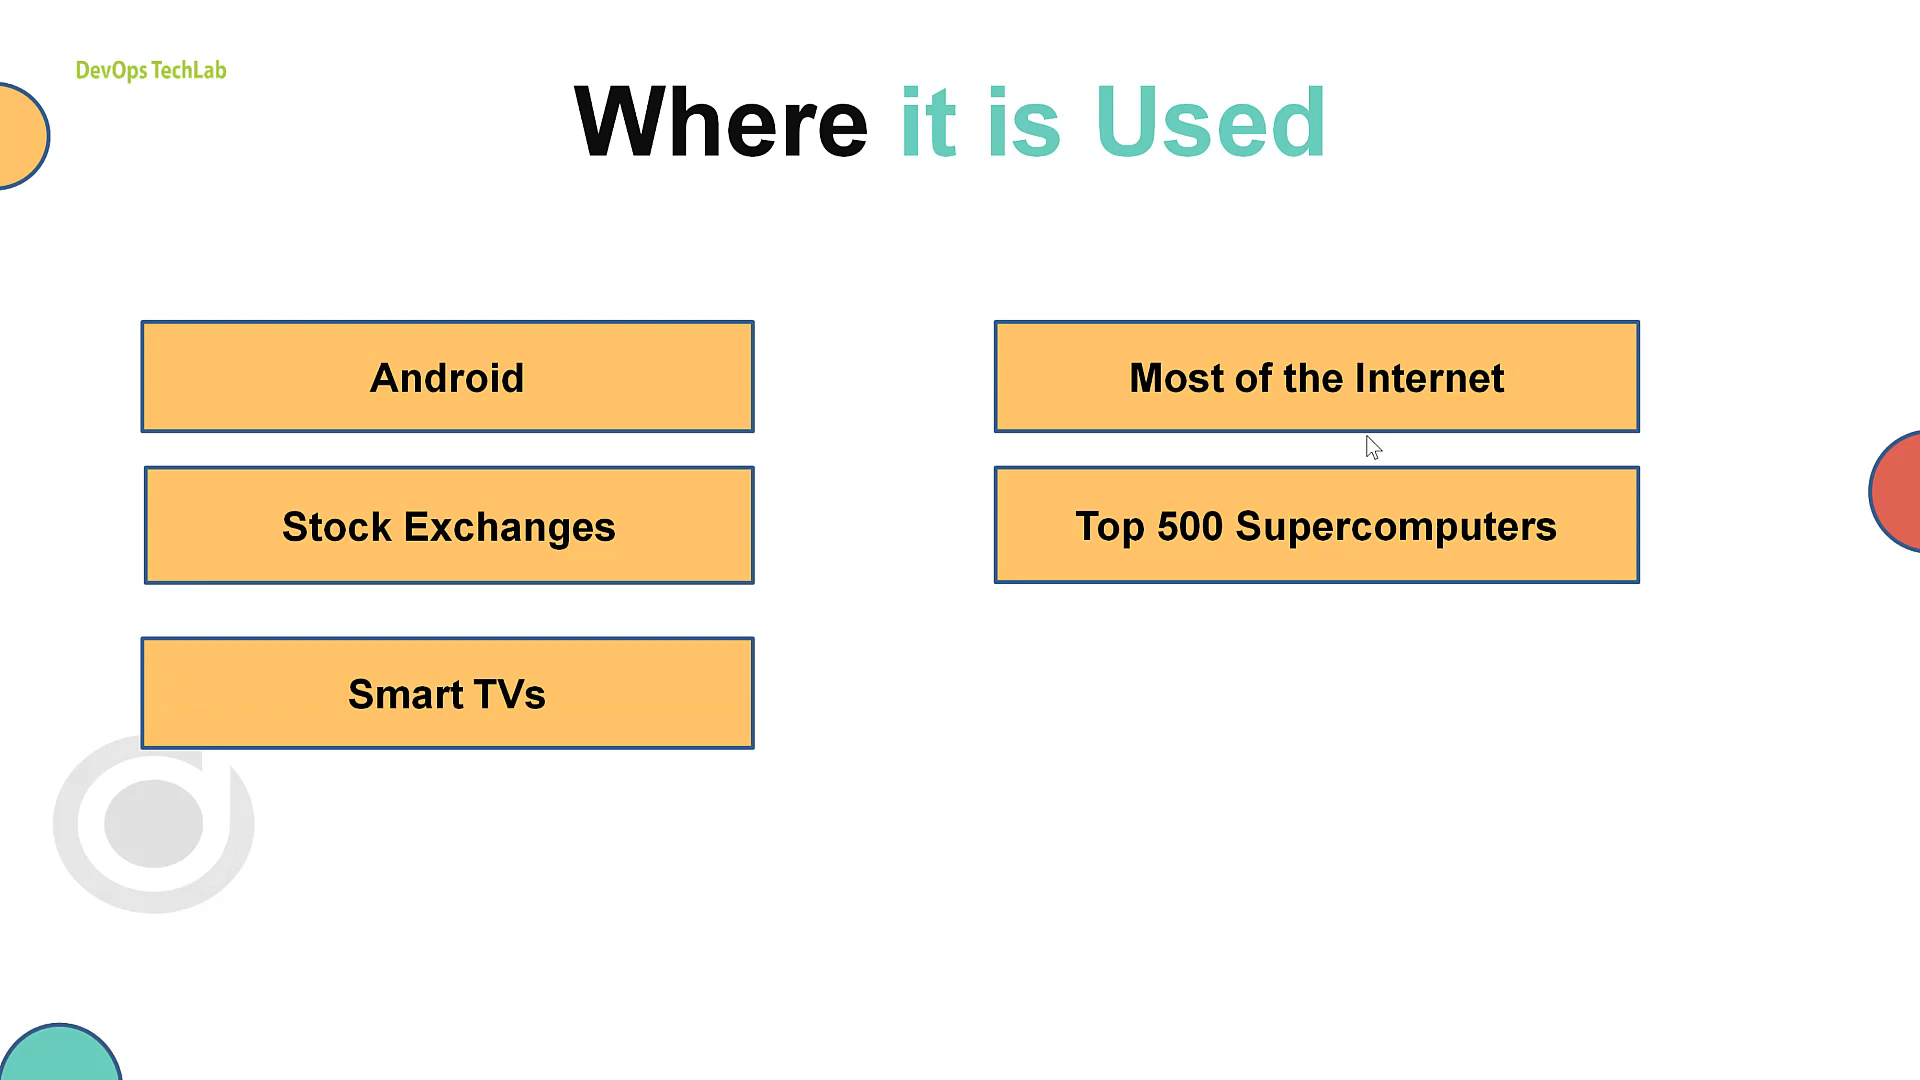 DevOps TechLab
Where it is Used
Android
Most of the Internet
Stock Exchanges
Top 500 Supercomputers
Smart TVs